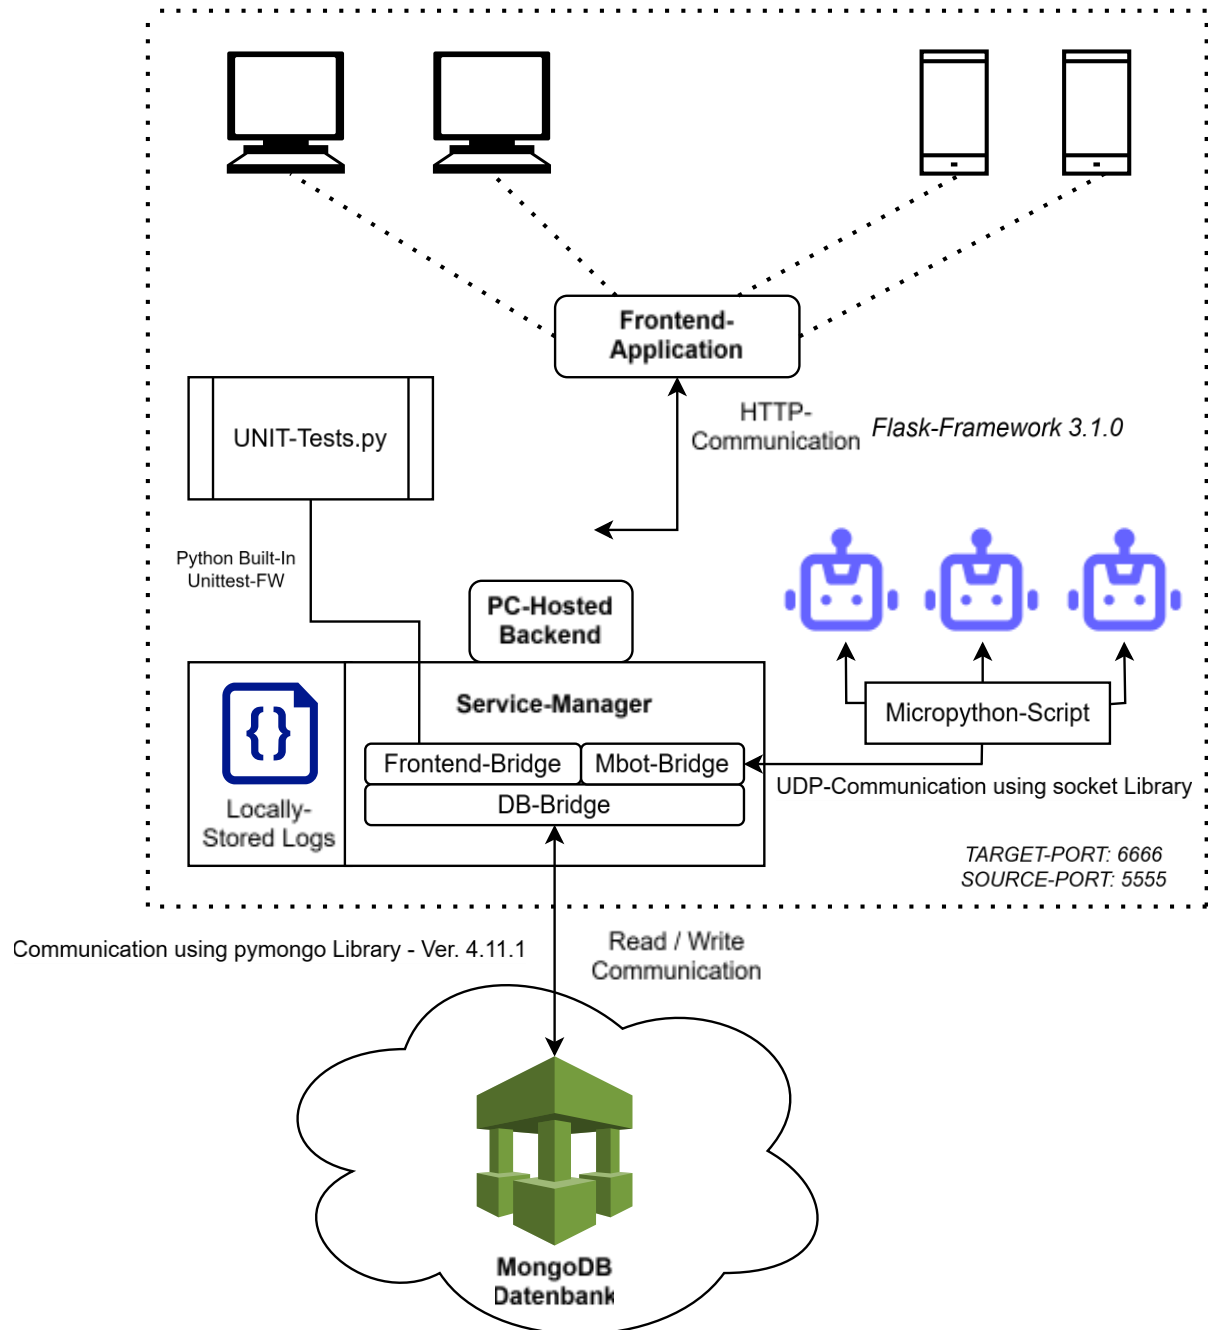 Frontend-
Application
HTTP-
Communication
Flask-Framework 3.1.0
UNIT-Tests.py
Python Built-In
Unittest-FW
PC-Hosted
Backend
Service-Manager
Micropython-Script
Frontend-Bridge
Mbot-Bridge
DB-Bridge
UDP-Communication using socket Library
{}
Locally-
Stored Logs
TARGET-PORT: 6666
SOURCE-PORT: 5555
Communication using pymongo Library - Ver. 4.11.1
Read / Write
Communication
MongoDB
Datenbank